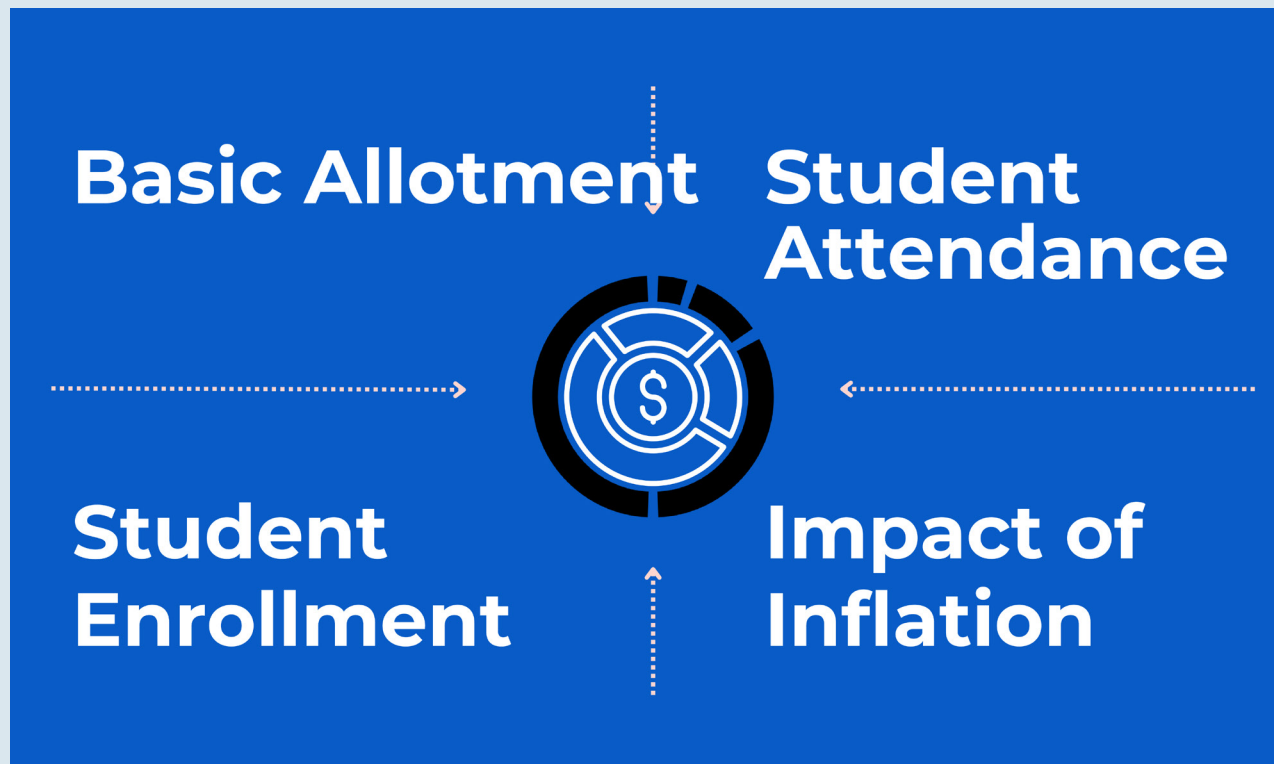 Basic Allotment
Student
Attendance
$
Student
Enrollment
Impact of
Inflation